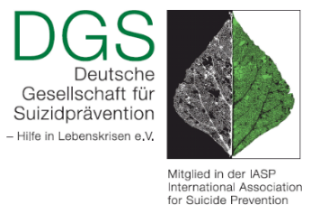 DGS
Deutsche
Gesellschaft für
Suizidprävention
– Hilfe in Lebenskrisen e.V.
Mitglied in der IASP
International Association
for Suicide Prevention